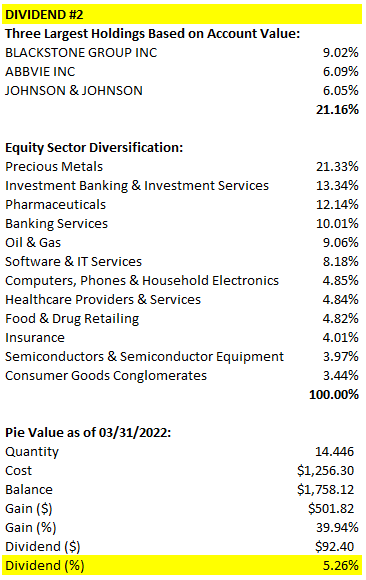 DIVIDEND #2
Three Largest Holdings Based on Account Value:
BLACKSTONE GROUP INC 9.02%
ABBVIE INC 6.09%
JOHNSON & JOHNSON 6.05%
21.16%
Equity Sector Diversification:
Precious Metals 21.33%
Investment Banking & Investment Services 13.34%
Pharmaceuticals 12.14%
Banking Services 10.01%
Oil & Gas 9.06%
Software & IT Services 8.18%
Computers, Phones & Household Electronics 4.85%
Healthcare Providers & Services 4.84%
Food & Drug Retailing 4.82%
Insurance 4.01%
Semiconductors & Semiconductor Equipment 3.97%
Consumer Goods Conglomerates 3.44%
100.00%
Pie Value as of 03/31/2022:
Quantity 14.446
Cost $1,256.30
Balance $1,758.12
Gain ($) $501.82
Gain (%) 39.94%
Dividend ($) $92.40
Dividend (%) 5.26%